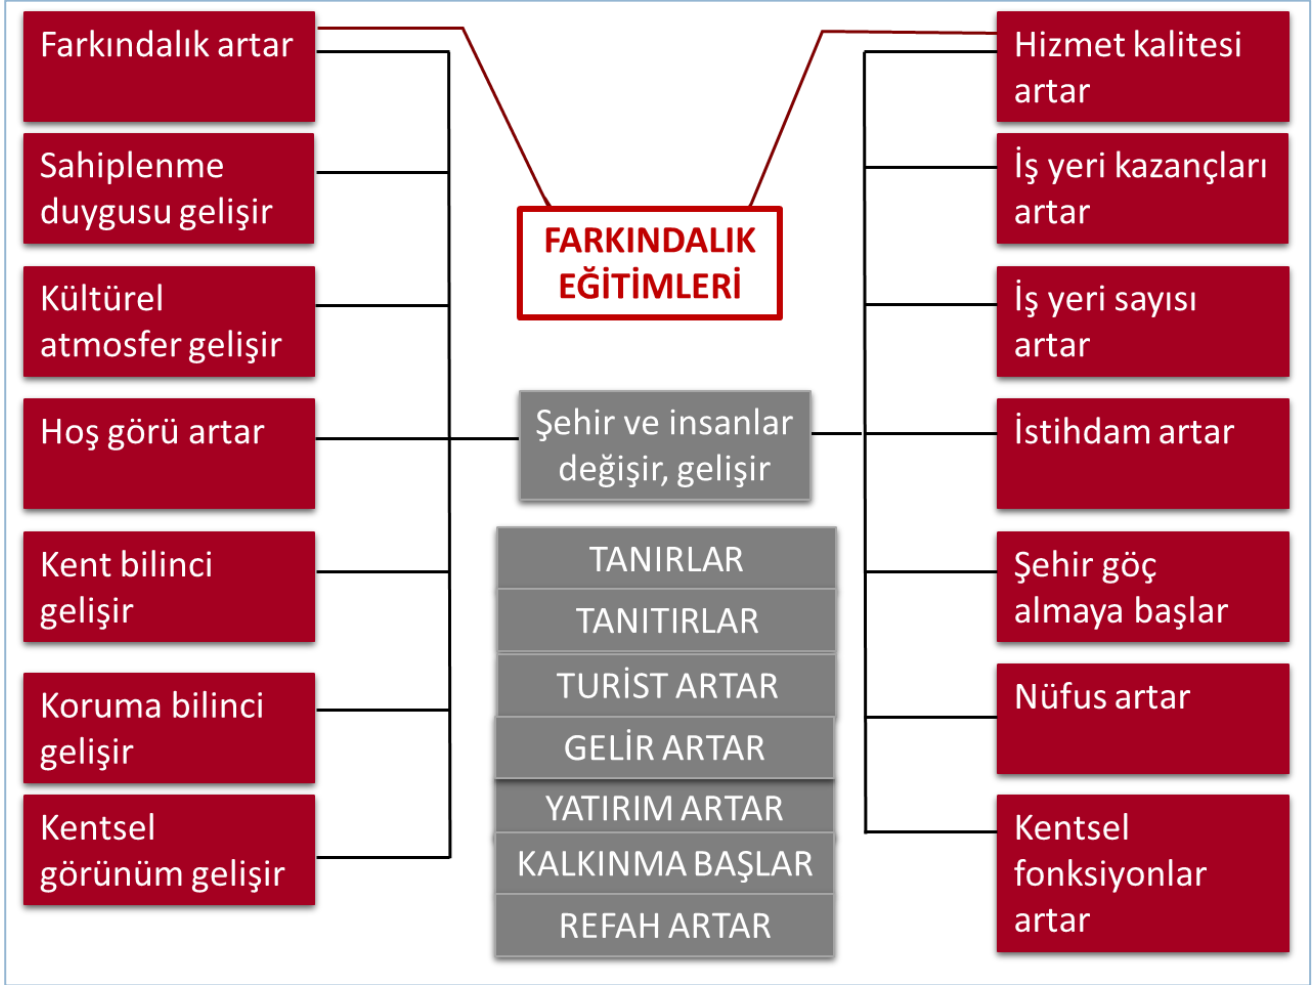 Farkındalık artar
Sahiplenme
duygusu gelişir
Kültürel
atmosfer gelişir
Hoş görü artar
Kent bilinci
gelişir
Koruma bilinci
gelişir
Kentsel
görünüm gelişir
FARKINDALIK
EĞİTİMLERİ
Şehir ve insanlar
değişir, gelişir
TANIRLAR
TANITIRLAR
TURİST ARTAR
GELİR ARTAR
YATIRIM ARTAR
KALKINMA BAŞLAR
REFAH ARTAR
Hizmet kalitesi
artar
İş yeri kazançları
artar
İş yeri sayısı
artar
İstihdam artar
Şehir göç
almaya başlar
Nüfus artar
Kentsel
fonksiyonlar
artar